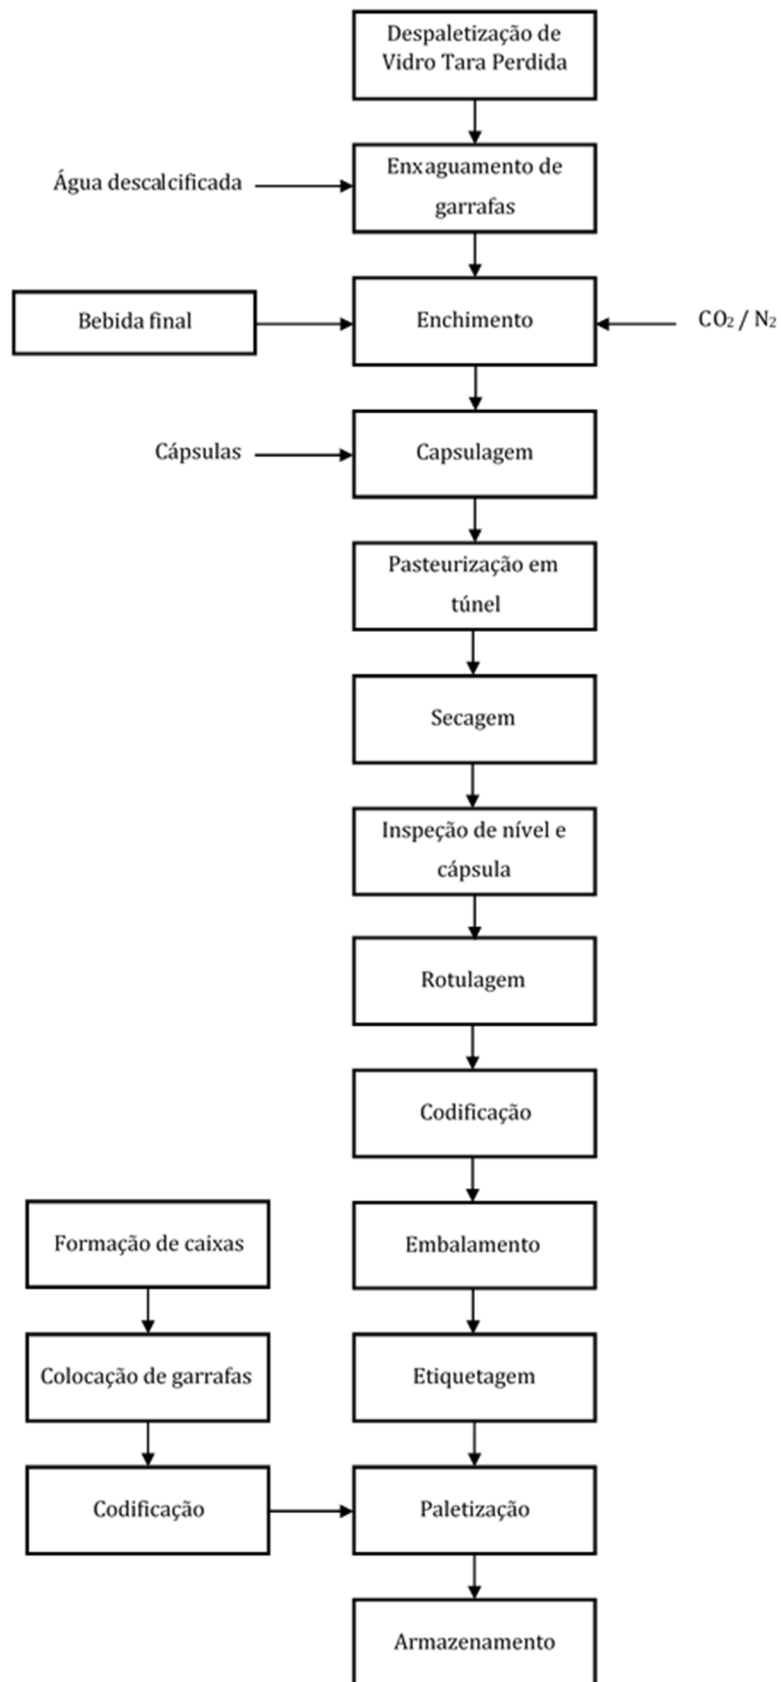 Despaletização de
Vidro Tara Perdida
Água descalcificada
Enxaguamento de
garrafas
Bebida final
Enchimento
CO₂ / N₂
Cápsulas
Capsulagem
Pasteurização em
túnel
Secagem
Inspeção de nível e
cápsula
Rotulagem
Codificação
Formação de caixas
Embalamento
Colocação de garrafas
Etiquetagem
Codificação
Paletização
Armazenamento